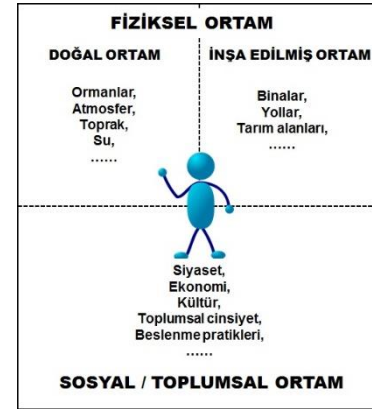 FİZİKSEL ORTAM
DOĞAL ORTAM
Ormanlar,
Atmosfer,
Toprak,
Su,
......
İNŞA EDİLMİŞ ORTAM
Binalar,
Yollar,
Tarım alanları,
......
Siyaset,
Ekonomi,
Kültür,
Toplumsal cinsiyet,
Beslenme pratikleri,
......
SOSYAL / TOPLUMSAL ORTAM